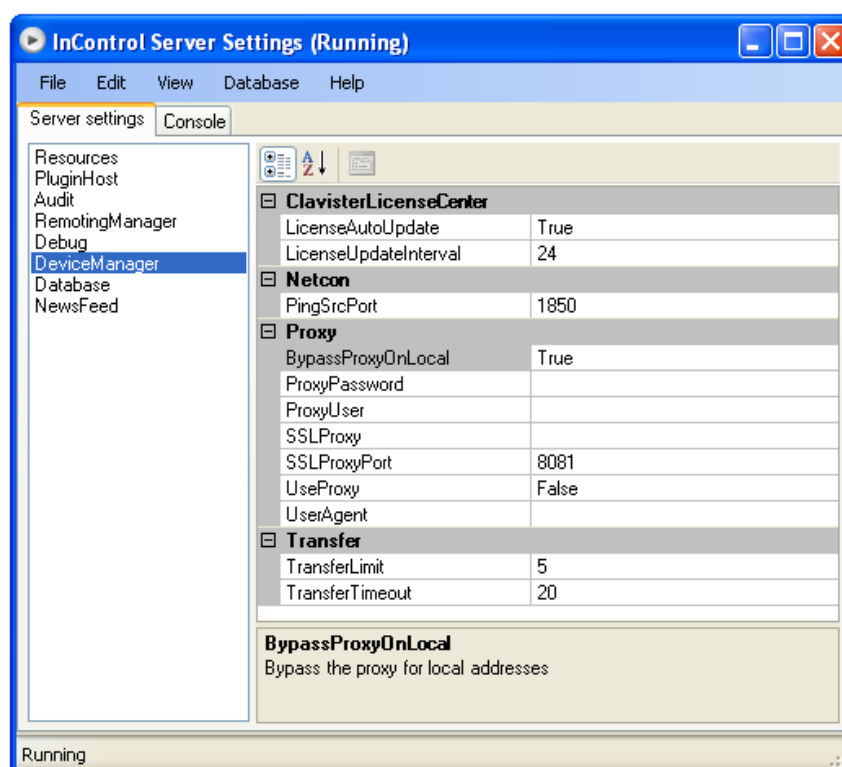 InControl Server Settings (Running)
File Edit View Database Help
Server settings Console
Resources
PluginHost
Audit
RemotingManager
Debug
DeviceManager
Database
NewsFeed
ClavisterLicenseCenter
LicenseAutoUpdate True
LicenseUpdateInterval 24
Netcon
PingSrcPort 1850
Proxy
BypassProxyOnLocal True
ProxyPassword
ProxyUser
SSLProxy
SSLProxyPort 8081
UseProxy False
UserAgent
Transfer
TransferLimit 5
TransferTimeout 20
BypassProxyOnLocal
Bypass the proxy for local addresses
Running